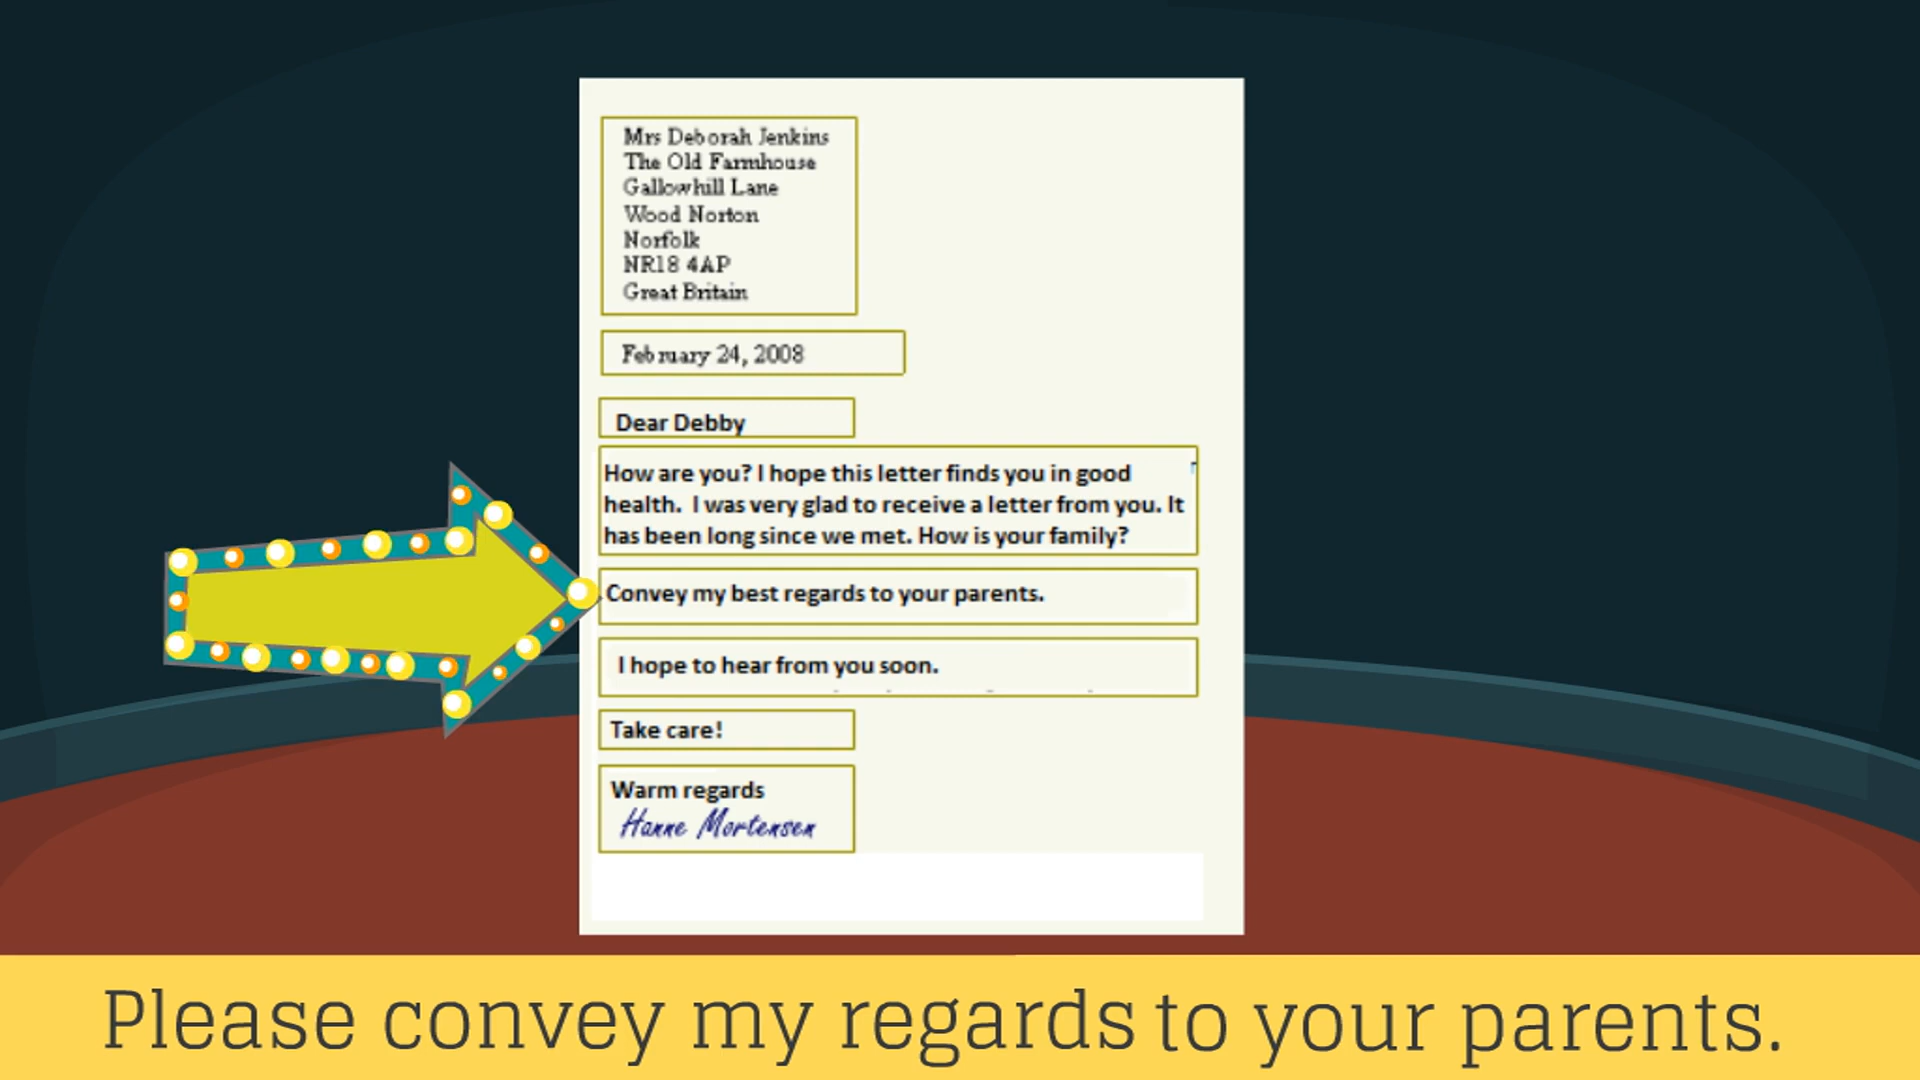 Mrs Deborah Jenkins
The Old Farmhouse
Gallowhill Lane
Wood Norton
Norfolk
NR18 4AP
Great Britain
February 24, 2008
Dear Debby
How are you? I hope this letter finds you in good
health. I was very glad to receive a letter from you. It
has been long since we met. How is your family?
Convey my best regards to your parents.
I hope to hear from you soon.
Take care!
Warm regards
Hanne Mortensen
Please convey my regards to your parents.